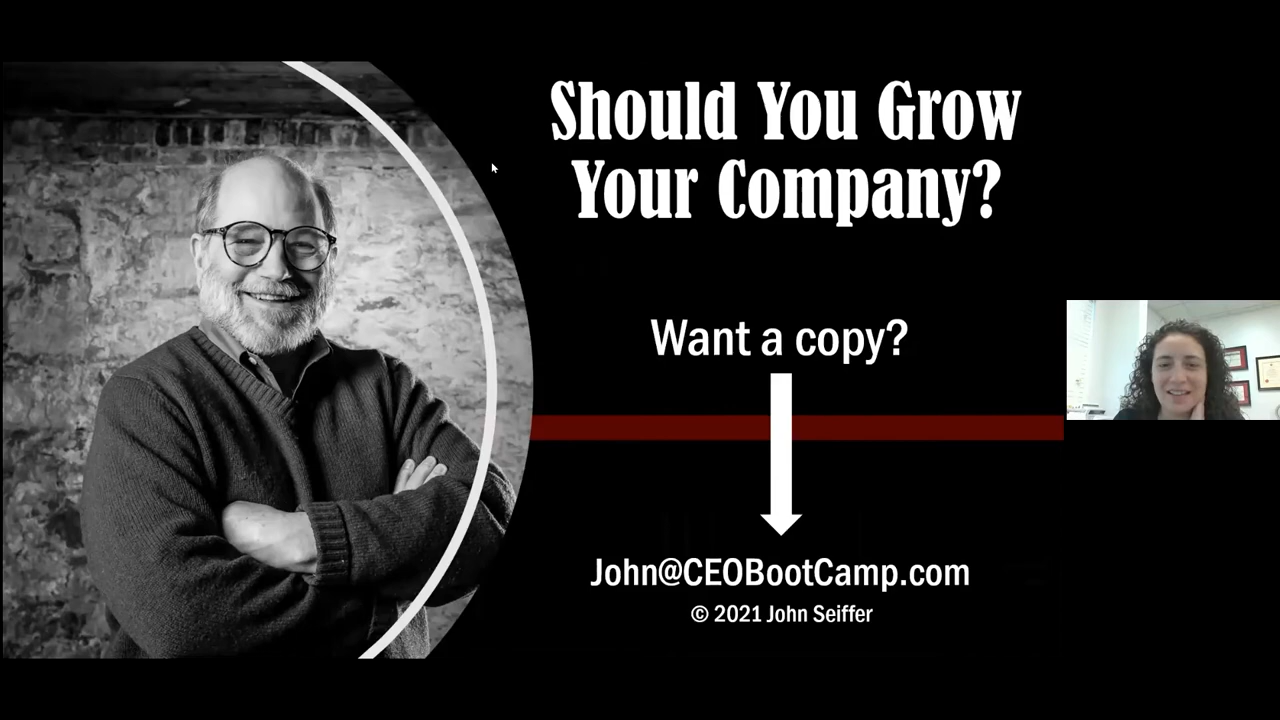 Should You Grow
Your Company?
Want a copy?
John@CEOBootCamp.com
© 2021 John Seiffer